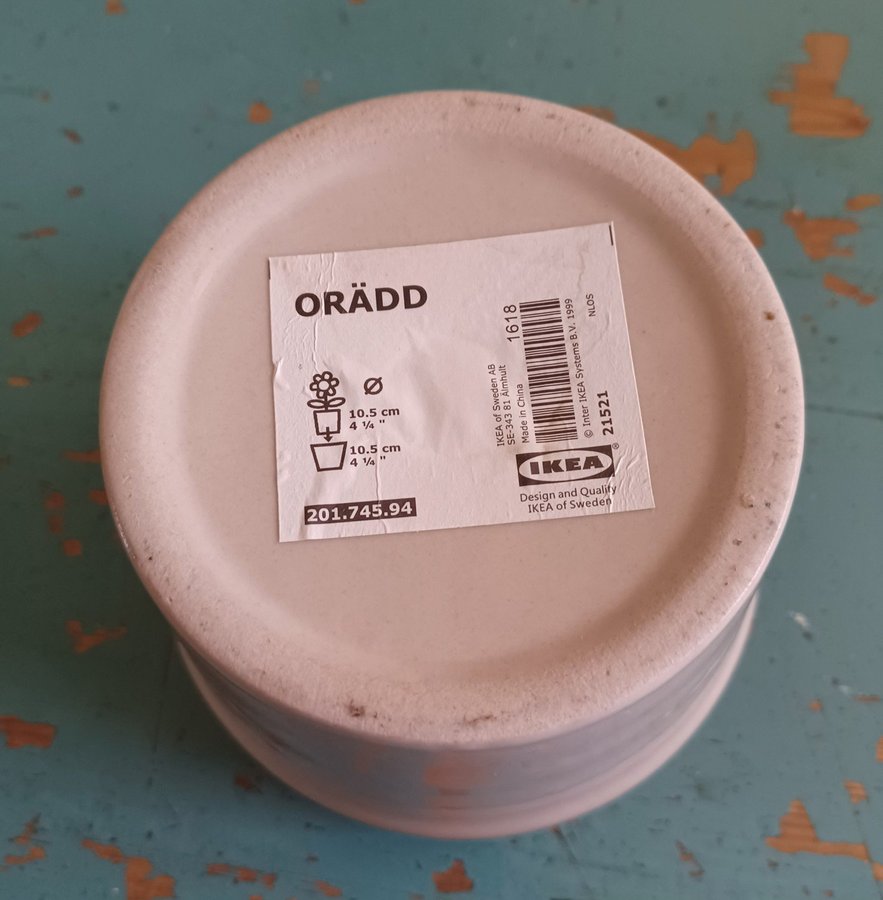 ORÄDD
Ø
10.5 cm
4 ¼ "
10.5 cm
4 ¼ "
201.745.94
IKEA of Sweden AB
SE-343 81 Älmhult
Made in China
1618
© Inter IKEA Systems B.V. 1999
21521
NLOS
IKEA®
Design and Quality
IKEA of Sweden